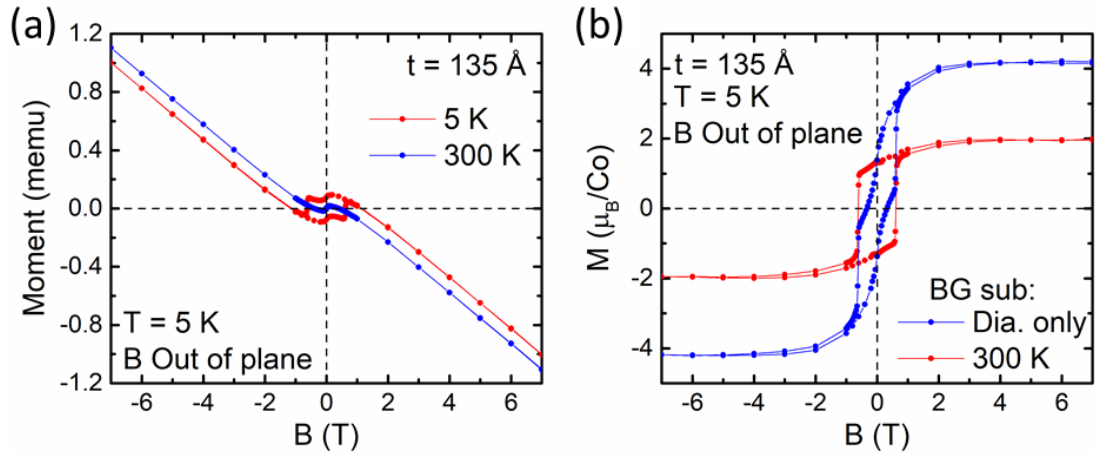 (a)
1.2
0.8
0.4
0.0
-0.4
-0.8
-1.2
Moment (memu)
t = 135 Å
5 K
300 K
T = 5 K
B Out of plane
-6 -4 -2 0 2 4 6
B (T)
(b)
4
2
0
-2
-4
M (μB/Co)
t = 135 Å
T = 5 K
B Out of plane
BG sub:
Dia. only
300 K
-6 -4 -2 0 2 4 6
B (T)